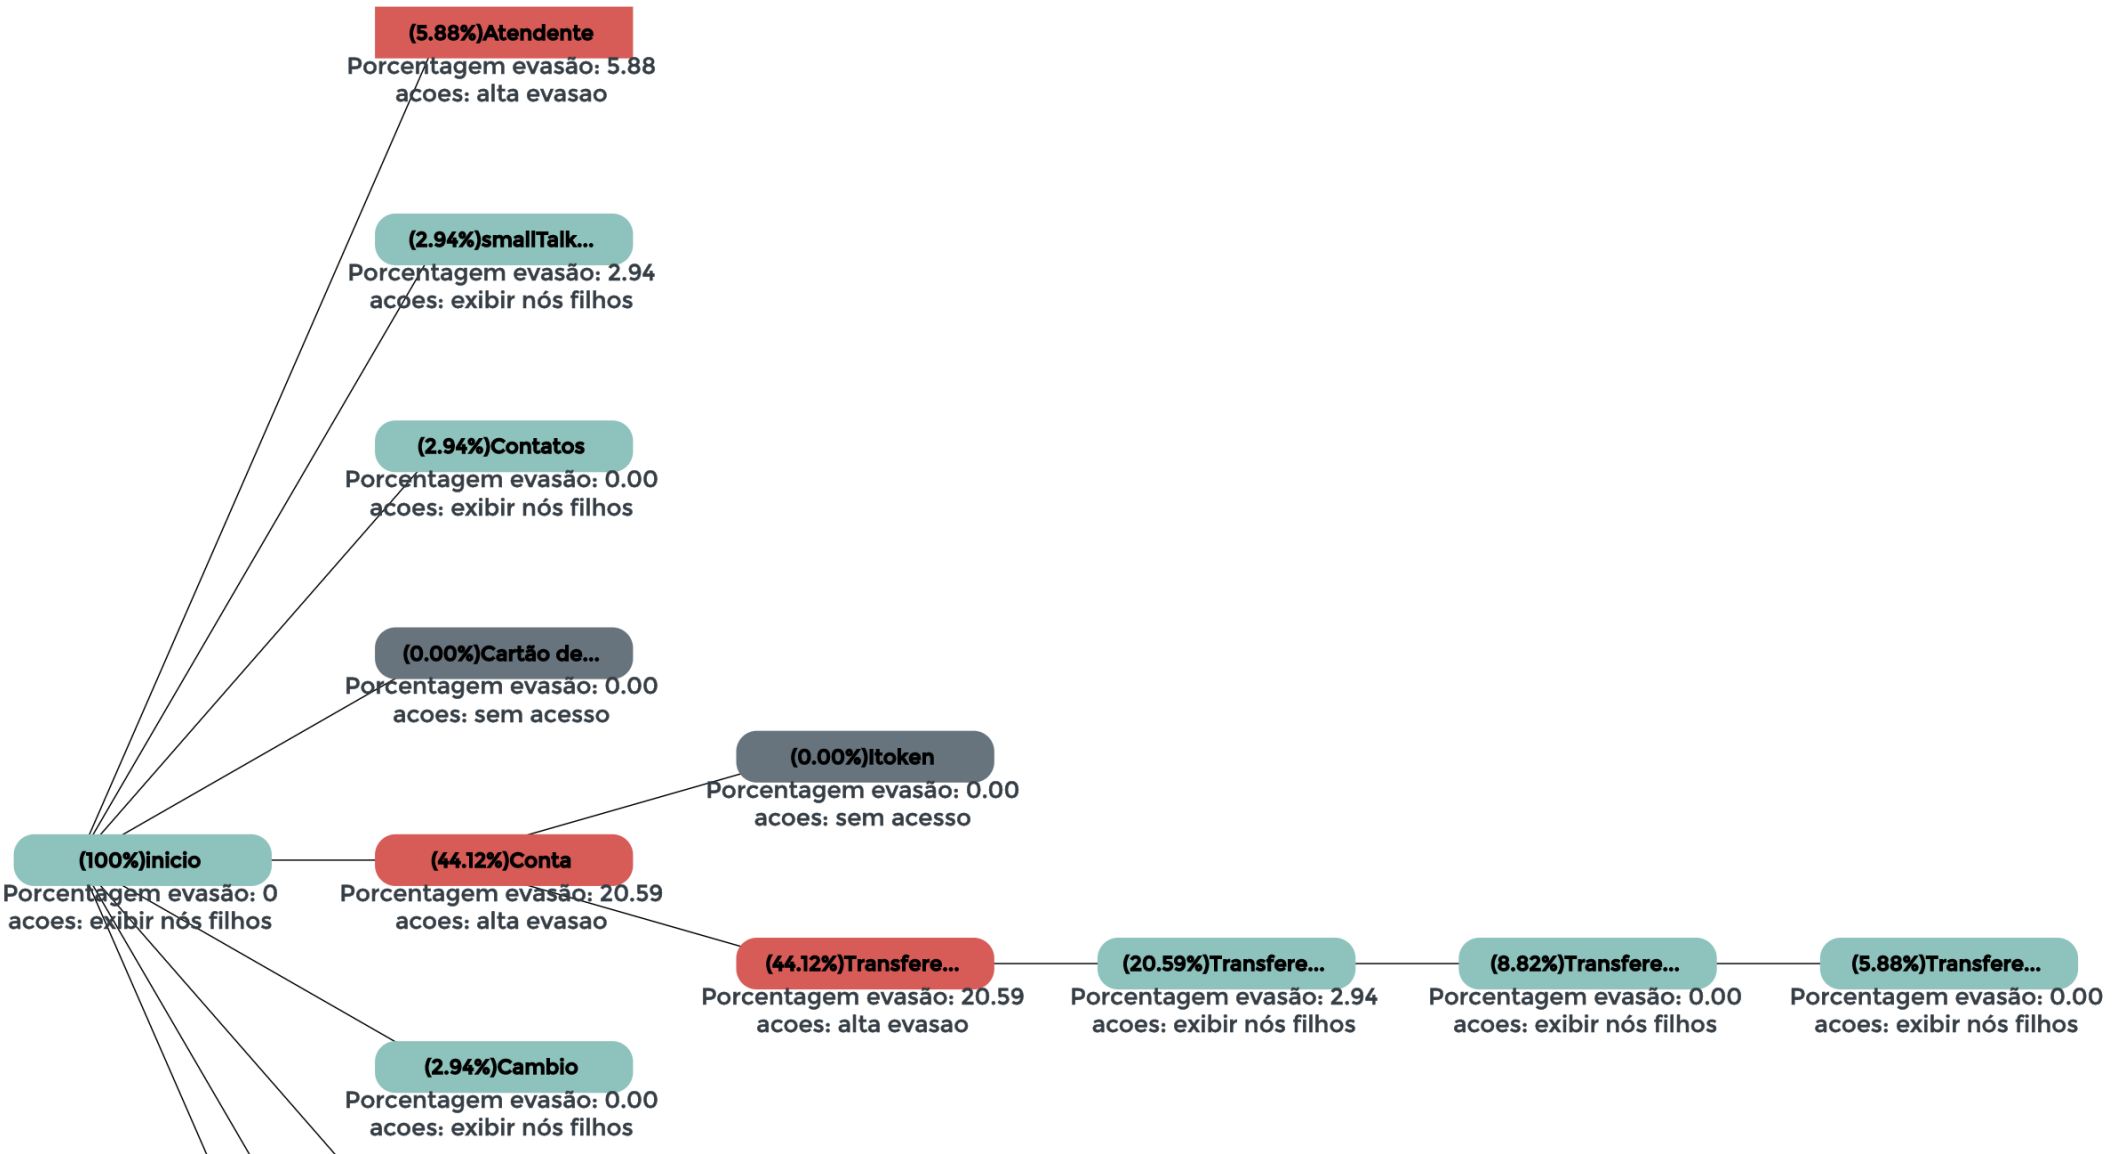 (5.88%)Atendente
Porcentagem evasão: 5.88
acoes: alta evasao
(2.94%)smallTalk...
Porcentagem evasão: 2.94
acoes: exibir nós filhos
(2.94%)Contatos
Porcentagem evasão: 0.00
acoes: exibir nós filhos
(0.00%)Cartão de...
Porcentagem evasão: 0.00
acoes: sem acesso
(0.00%)Itoken
Porcentagem evasão: 0.00
acoes: sem acesso
(100%)inicio
Porcentagem evasão: 0
acoes: exibir nós filhos
(44.12%)Conta
Porcentagem evasão: 20.59
acoes: alta evasao
(44.12%)Transfere...
Porcentagem evasão: 20.59
acoes: alta evasao
(20.59%)Transfere...
Porcentagem evasão: 2.94
acoes: exibir nós filhos
(8.82%)Transfere...
Porcentagem evasão: 0.00
acoes: exibir nós filhos
(5.88%)Transfere...
Porcentagem evasão: 0.00
acoes: exibir nós filhos
(2.94%)Cambio
Porcentagem evasão: 0.00
acoes: exibir nós filhos